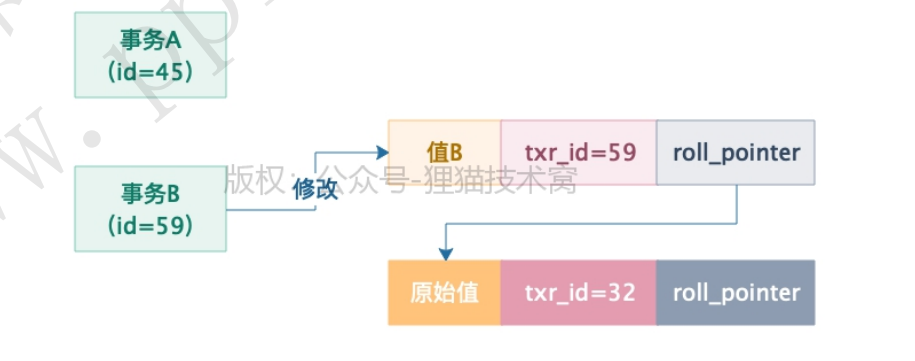 事务A
(id=45)
值B
txr_id=59
roll_pointer
版权：公众号-狸猫技术窝
修改
事务B
(id=59)
原始值
txr_id=32
roll_pointer